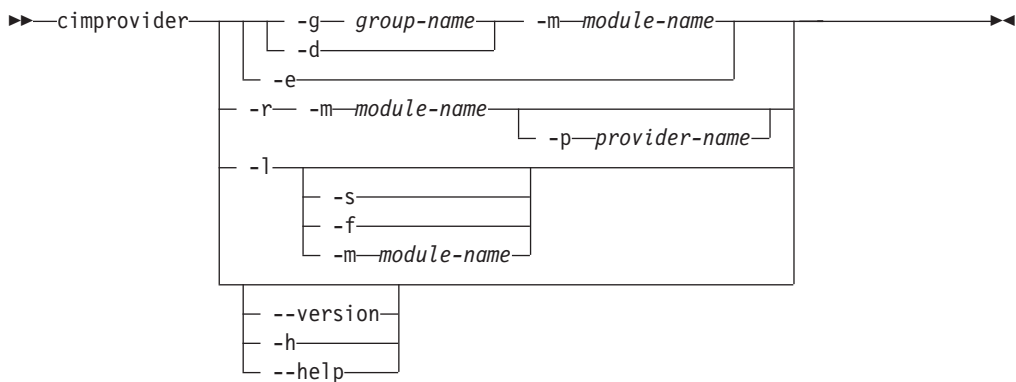 cimprovider -g group-name -m module-name
-d
-e
-r -m module-name
-p provider-name
-l
-s
-f
-m module-name
--version
-h
--help